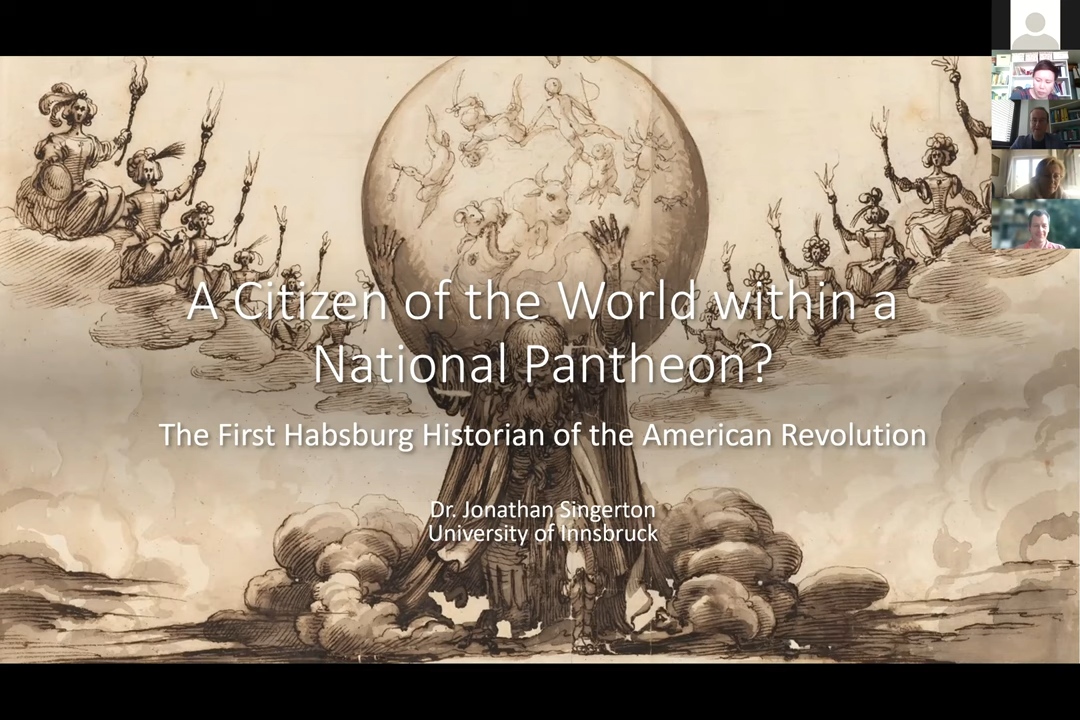 A Citizen of the World within a
National Pantheon?
The First Habsburg Historian of the American Revolution
Dr. Jonathan Singerton
University of Innsbruck